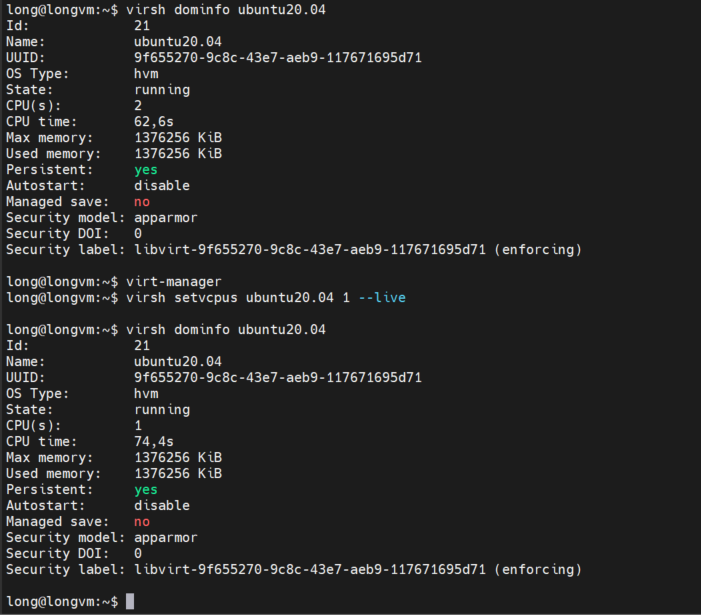 long@longvm:~$ virsh dominfo ubuntu20.04
Id:             21
Name:           ubuntu20.04
UUID:           9f655270-9c8c-43e7-aeb9-117671695d71
OS Type:        hvm
State:          running
CPU(s):         2
CPU time:       62,6s
Max memory:     1376256 KiB
Used memory:    1376256 KiB
Persistent:     yes
Autostart:      disable
Managed save:   no
Security model: apparmor
Security DOI:   0
Security label: libvirt-9f655270-9c8c-43e7-aeb9-117671695d71 (enforcing)
long@longvm:~$ virt-manager
long@longvm:~$ virsh setvcpus ubuntu20.04 1 --live
long@longvm:~$ virsh dominfo ubuntu20.04
Id:             21
Name:           ubuntu20.04
UUID:           9f655270-9c8c-43e7-aeb9-117671695d71
OS Type:        hvm
State:          running
CPU(s):         1
CPU time:       74,4s
Max memory:     1376256 KiB
Used memory:    1376256 KiB
Persistent:     yes
Autostart:      disable
Managed save:   no
Security model: apparmor
Security DOI:   0
Security label: libvirt-9f655270-9c8c-43e7-aeb9-117671695d71 (enforcing)
long@longvm:~$